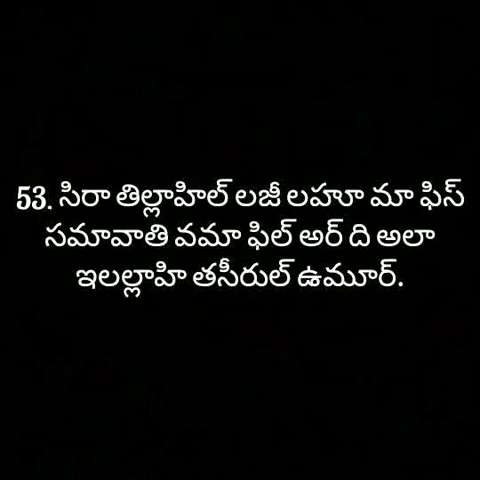 53. సిరా తిల్లాహిల్ లజీ లహూ మా ఫిస్
సమావాతి వమా ఫిల్ అర్ ది అలా
ఇలల్లాహి తసీరుల్ ఉమూర్.